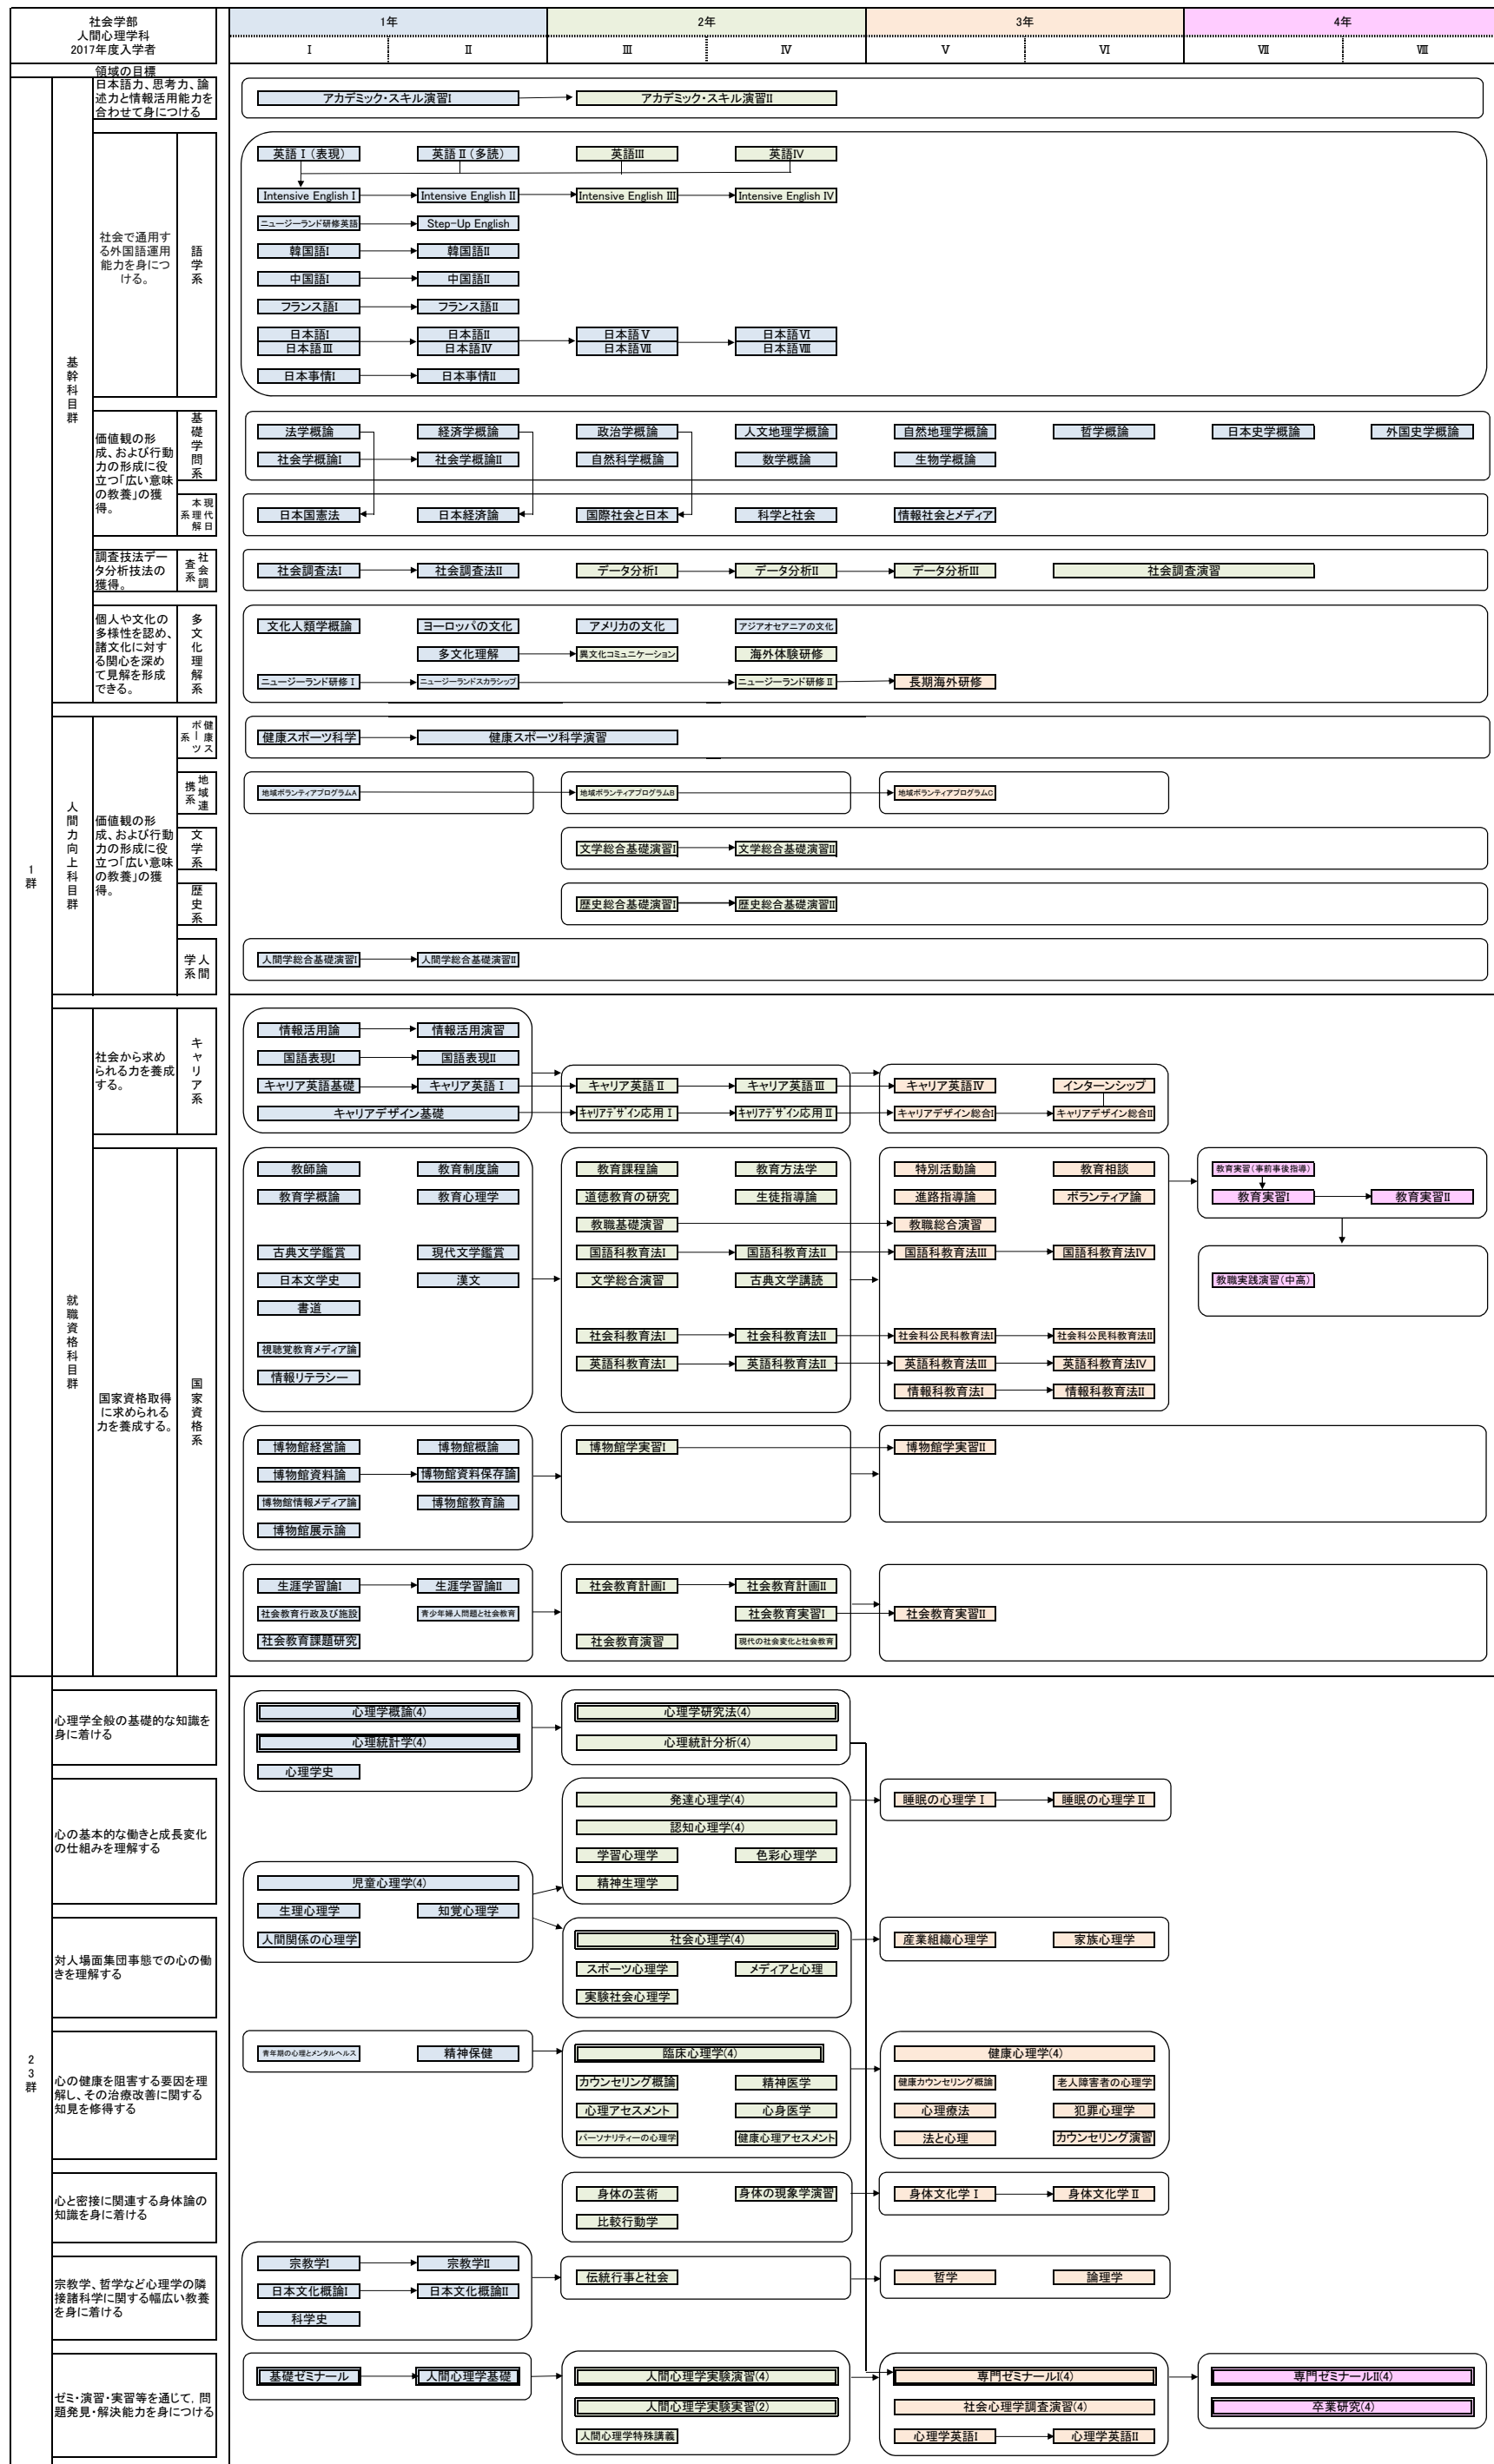 社会学部
人間心理学科
2017年度入学者
1年
2年
3年
4年
Ⅰ
Ⅱ
Ⅲ
Ⅳ
Ⅴ
Ⅵ
Ⅶ
Ⅷ
領域の目標
1群
基幹科目群
日本語力、思考力、論
述力と情報活用能力を
合わせて身につける
アカデミック・スキル演習Ⅰ
アカデミック・スキル演習Ⅱ
社会で通用す
る外国語運用
能力を身につ
ける。
語学系
英語Ⅰ(表現)
英語Ⅱ(多読)
英語Ⅲ
英語Ⅳ
Intensive English Ⅰ
Intensive English Ⅱ
Intensive English Ⅲ
Intensive English Ⅳ
ニュージーランド研修英語
Step-Up English
韓国語Ⅰ
韓国語Ⅱ
中国語Ⅰ
中国語Ⅱ
フランス語Ⅰ
フランス語Ⅱ
日本語Ⅰ
日本語Ⅱ
日本語Ⅴ
日本語Ⅵ
日本語Ⅲ
日本語Ⅳ
日本語Ⅶ
日本語Ⅷ
日本事情Ⅰ
日本事情Ⅱ
価値観の形
成、および行動
力の形成に役
立つ「広い意味
の教養」の獲
得。
基礎学問系
法学概論
経済学概論
政治学概論
人文地理学概論
自然地理学概論
哲学概論
日本史学概論
外国史学概論
社会学概論Ⅰ
社会学概論Ⅱ
自然科学概論
数学概論
生物学概論
現代日本理解系
日本国憲法
日本経済論
国際社会と日本
科学と社会
情報社会とメディア
調査技法デー
タ分析技法の
獲得。
社会調査系
社会調査法Ⅰ
社会調査法Ⅱ
データ分析Ⅰ
データ分析Ⅱ
データ分析Ⅲ
社会調査演習
個人や文化の
多様性を認め、
諸文化に対す
る関心を深め
て見解を形成
できる。
多文化理解系
文化人類学概論
ヨーロッパの文化
アメリカの文化
アジアオセアニアの文化
多文化理解
異文化コミュニケーション
海外体験研修
ニュージーランド研修Ⅰ
ニュージーランドスカラシップ
ニュージーランド研修Ⅱ
長期海外研修
人間力向上科目群
価値観の形
成、および行動
力の形成に役
立つ「広い意味
の教養」の獲
得。
健康スポーツ系
健康スポーツ科学
健康スポーツ科学演習
地域連携系
地域ボランティアプログラムA
地域ボランティアプログラムB
地域ボランティアプログラムC
文学系
文学総合基礎演習Ⅰ
文学総合基礎演習Ⅱ
歴史系
歴史総合基礎演習Ⅰ
歴史総合基礎演習Ⅱ
人間学系
人間学総合基礎演習Ⅰ
人間学総合基礎演習Ⅱ
就職資格科目群
社会から求め
られる力を養成
する。
キャリア系
情報活用論
情報活用演習
国語表現Ⅰ
国語表現Ⅱ
キャリア英語基礎
キャリア英語Ⅰ
キャリア英語Ⅱ
キャリア英語Ⅲ
キャリア英語Ⅳ
インターンシップ
キャリアデザイン基礎
キャリアデザイン応用Ⅰ
キャリアデザイン応用Ⅱ
キャリアデザイン総合Ⅰ
キャリアデザイン総合Ⅱ
国家資格取得
に求められる
力を養成する。
国家資格系
教師論
教育制度論
教育課程論
教育方法学
特別活動論
教育相談
教育実習(事前事後指導)
教育学概論
教育心理学
道徳教育の研究
生徒指導論
進路指導論
ボランティア論
教育実習Ⅰ
教育実習Ⅱ
教職基礎演習
教職総合演習
古典文学鑑賞
現代文学鑑賞
国語科教育法Ⅰ
国語科教育法Ⅱ
国語科教育法Ⅲ
国語科教育法Ⅳ
日本文学史
漢文
文学総合演習
古典文学講読
教職実践演習(中高)
書道
社会科教育法Ⅰ
社会科教育法Ⅱ
社会科公民科教育法Ⅰ
社会科公民科教育法Ⅱ
視聴覚教育メディア論
英語科教育法Ⅰ
英語科教育法Ⅱ
英語科教育法Ⅲ
英語科教育法Ⅳ
情報リテラシー
情報科教育法Ⅰ
情報科教育法Ⅱ
博物館経営論
博物館概論
博物館学実習Ⅰ
博物館学実習Ⅱ
博物館資料論
博物館資料保存論
博物館情報メディア論
博物館教育論
博物館展示論
生涯学習論Ⅰ
生涯学習論Ⅱ
社会教育計画Ⅰ
社会教育計画Ⅱ
社会教育行政及び施設
青少年婦人問題と社会教育
社会教育実習Ⅰ
社会教育実習Ⅱ
社会教育課題研究
社会教育演習
現代の社会変化と社会教育
23群
心理学全般の基礎的な知識を
身に着ける
心理学概論(4)
心理学研究法(4)
心理統計学(4)
心理統計分析(4)
心理学史
心の基本的な働きと成長変化
の仕組みを理解する
発達心理学(4)
睡眠の心理学Ⅰ
睡眠の心理学Ⅱ
認知心理学(4)
学習心理学
色彩心理学
児童心理学(4)
精神生理学
生理心理学
知覚心理学
人間関係の心理学
対人場面集団事態での心の働
きを理解する
社会心理学(4)
産業組織心理学
家族心理学
スポーツ心理学
メディアと心理
実験社会心理学
心の健康を阻害する要因を理
解し、その治療改善に関する
知見を修得する
青年期の心理とメンタルヘルス
精神保健
臨床心理学(4)
健康心理学(4)
カウンセリング概論
精神医学
健康カウンセリング概論
老人障害者の心理学
心理アセスメント
心身医学
心理療法
犯罪心理学
パーソナリティーの心理学
健康心理アセスメント
法と心理
カウンセリング演習
心と密接に関連する身体論の
知識を身に着ける
身体の芸術
身体の現象学演習
身体文化学Ⅰ
身体文化学Ⅱ
比較行動学
宗教学、哲学など心理学の隣
接諸科学に関する幅広い教養
を身に着ける
宗教学Ⅰ
宗教学Ⅱ
伝統行事と社会
哲学
論理学
日本文化概論Ⅰ
日本文化概論Ⅱ
科学史
ゼミ・演習・実習等を通じて、問
題発見・解決能力を身につける
基礎ゼミナール
人間心理学基礎
人間心理学実験演習(4)
専門ゼミナールⅠ(4)
専門ゼミナールⅡ(4)
人間心理学実験実習(2)
社会心理学調査演習(4)
卒業研究(4)
人間心理学特殊講義
心理学英語Ⅰ
心理学英語Ⅱ